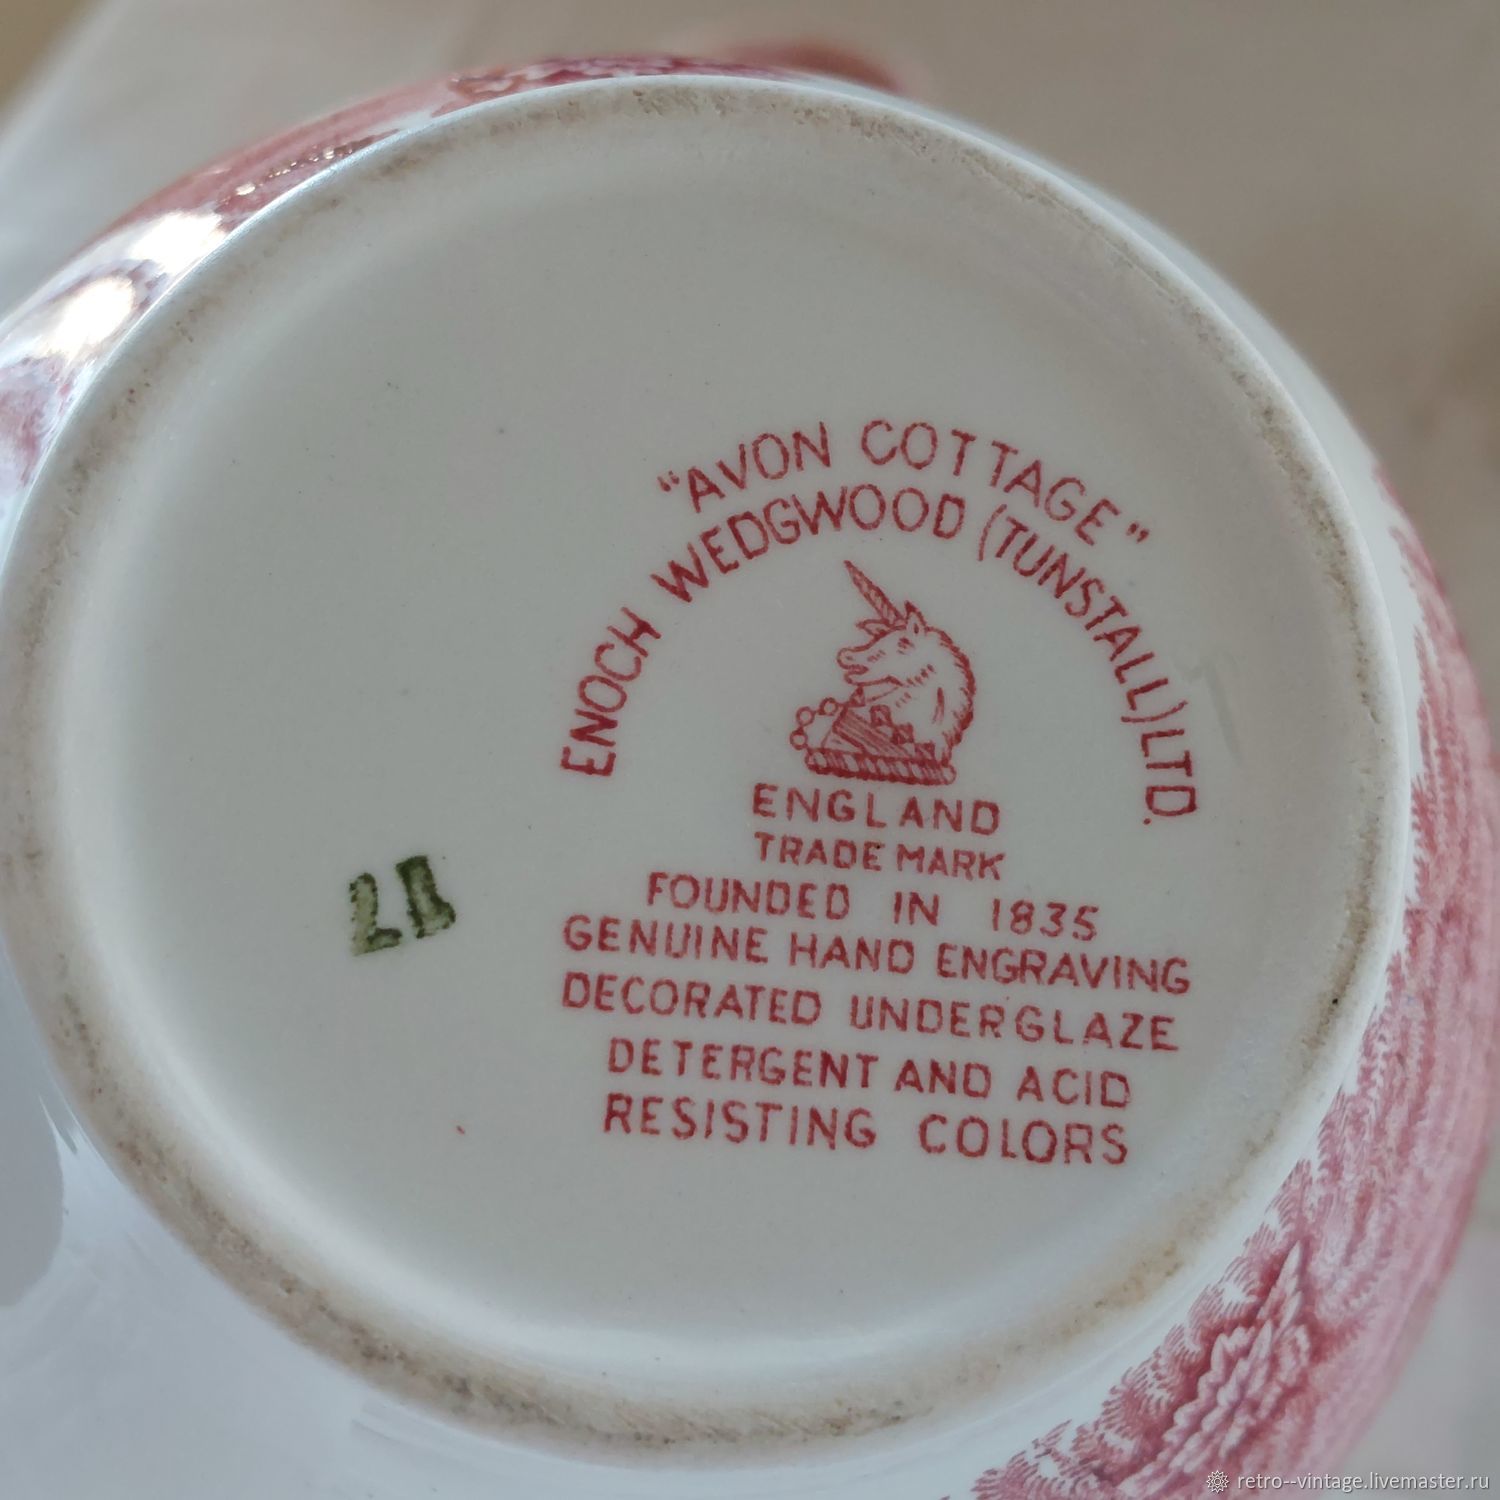 "AVON COTTAGE"
ENOCH WEDGWOOD (TUNSTALL) LTD.
ENGLAND
TRADE MARK
FOUNDED IN 1835
GENUINE HAND ENGRAVING
DECORATED UNDERGLAZE
DETERGENT AND ACID
RESISTING COLORS
retro--vintage.livemaster.ru